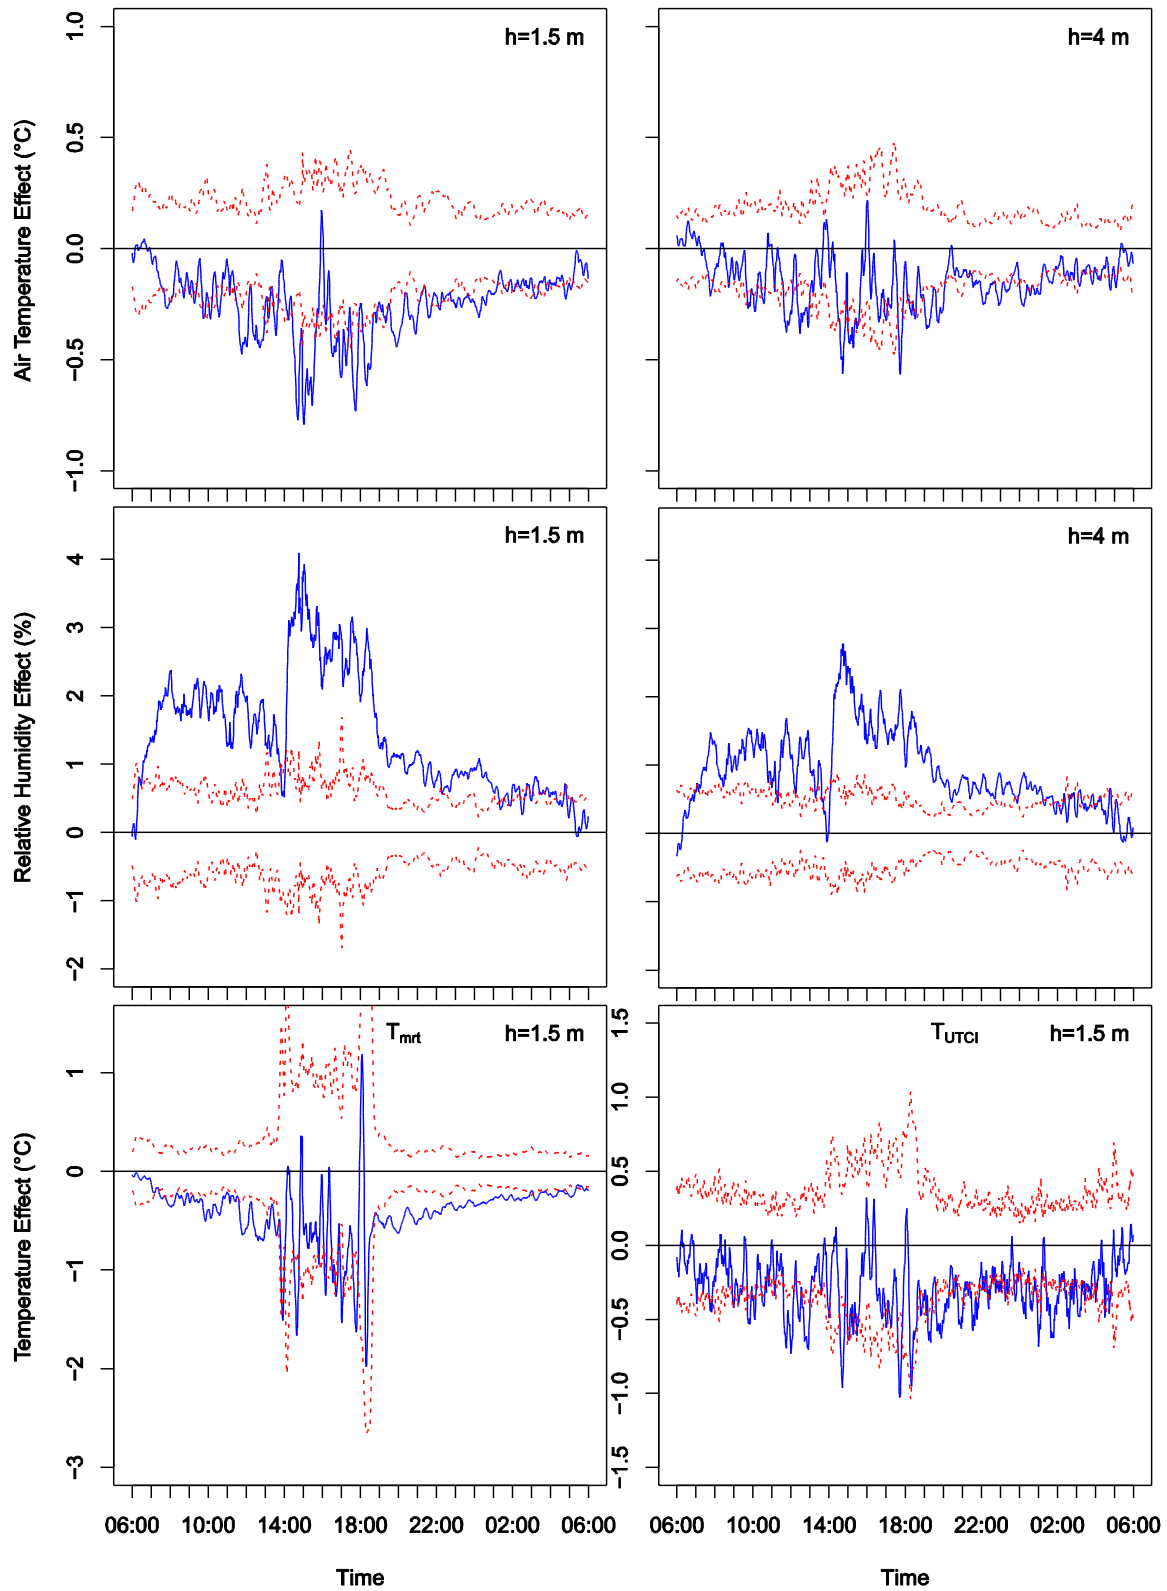 h=1.5 m
h=4 m
Air Temperature Effect (°C)
1.0
0.5
0.0
−0.5
−1.0
h=1.5 m
h=4 m
Relative Humidity Effect (%)
4
3
2
1
0
−1
−2
Tmrt h=1.5 m
TUTCI h=1.5 m
Temperature Effect (°C)
1
0
−1
−2
−3
1.5
1.0
0.5
0.0
−0.5
−1.0
−1.5
06:00 10:00 14:00 18:00 22:00 02:00 06:00
06:00 10:00 14:00 18:00 22:00 02:00 06:00
Time
Time